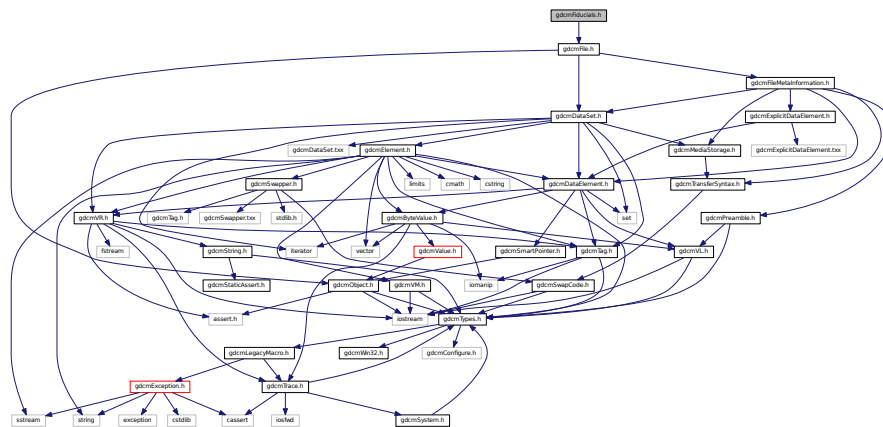 gdcmFiducials.h
gdcmFile.h
gdcmFileMetaInformation.h
gdcmDataSet.h
gdcmExplicitDataElement.h
gdcmDataSet.txx
gdcmElement.h
gdcmMediaStorage.h
gdcmExplicitDataElement.txx
gdcmSwapper.h
limits
cmath
cstring
gdcmDataElement.h
gdcmTransferSyntax.h
gdcmVR.h
gdcmTag.h
gdcmSwapper.txx
stdlib.h
gdcmByteValue.h
set
gdcmPreamble.h
fstream
gdcmString.h
iterator
vector
gdcmValue.h
gdcmSmartPointer.h
gdcmTag.h
gdcmVL.h
gdcmStaticAssert.h
gdcmObject.h
gdcmVM.h
iomanip
gdcmSwapCode.h
assert.h
iostream
gdcmTypes.h
gdcmLegacyMacro.h
gdcmWin32.h
gdcmConfigure.h
gdcmException.h
gdcmTrace.h
sstream
string
exception
cstdlib
cassert
iosfwd
gdcmSystem.h